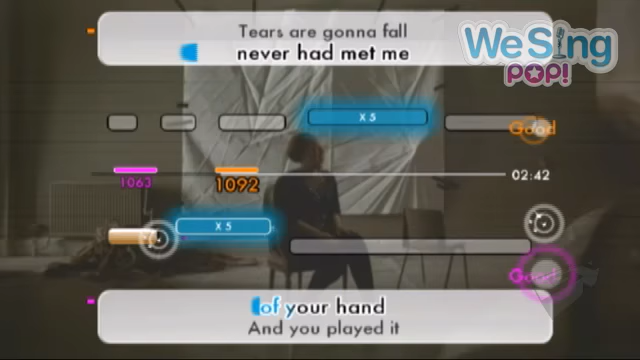 We Sing
POP!
Tears are gonna fall
never had met me
X 5
Good
1063
1092
02:42
X 5
Good
of your hand
And you played it